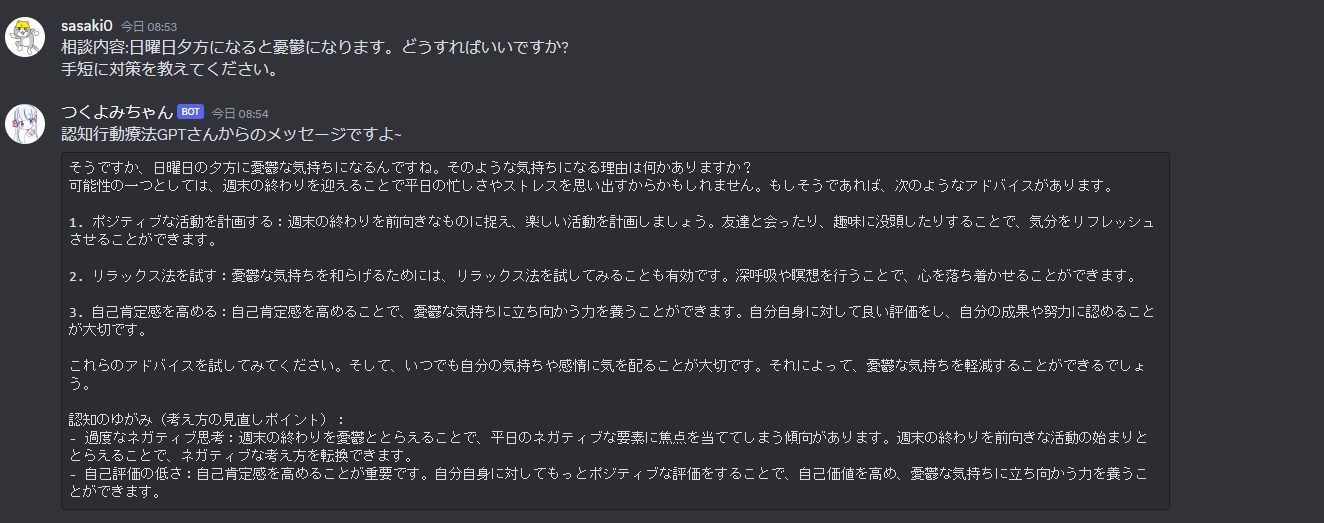 sasaki0 今日 08:53
相談内容:日曜日夕方になると憂鬱になります。どうすればいいですか?
手短に対策を教えてください。
つくよみちゃん BOT 今日 08:54
認知行動療法GPTさんからのメッセージですよ~
そうですか、日曜日の夕方に憂鬱な気持ちになるんですね。そのような気持ちになる理由は何かありますか？
可能性の一つとしては、週末の終わりを迎えることで平日の忙しさやストレスを思い出すからかもしれません。もしそうであれば、次のようなアドバイスがあります。
1. ポジティブな活動を計画する：週末の終わりを前向きなものに捉え、楽しい活動を計画しましょう。友達と会ったり、趣味に没頭したりすることで、気分をリフレッシュ
させることができます。
2. リラックス法を試す：憂鬱な気持ちを和らげるためには、リラックス法を試してみることも有効です。深呼吸や瞑想を行うことで、心を落ち着かせることができます。
3. 自己肯定感を高める：自己肯定感を高めることで、憂鬱な気持ちに立ち向かう力を養うことができます。自分自身に対して良い評価をし、自分の成果や努力に認めること
が大切です。
これらのアドバイスを試してみてください。そして、いつでも自分の気持ちや感情に気を配ることが大切です。それによって、憂鬱な気持ちを軽減することができるでしょ
う。
認知のゆがみ（考え方の見直しポイント）：
- 過度なネガティブ思考：週末の終わりを憂鬱ととらえることで、平日のネガティブな要素に焦点を当ててしまう傾向があります。週末の終わりを前向きな活動の始まりと
とらえることで、ネガティブな考え方を転換できます。
- 自己評価の低さ：自己肯定感を高めることが重要です。自分自身に対してもっとポジティブな評価をすることで、自己価値を高め、憂鬱な気持ちに立ち向かう力を養うこ
とができます。